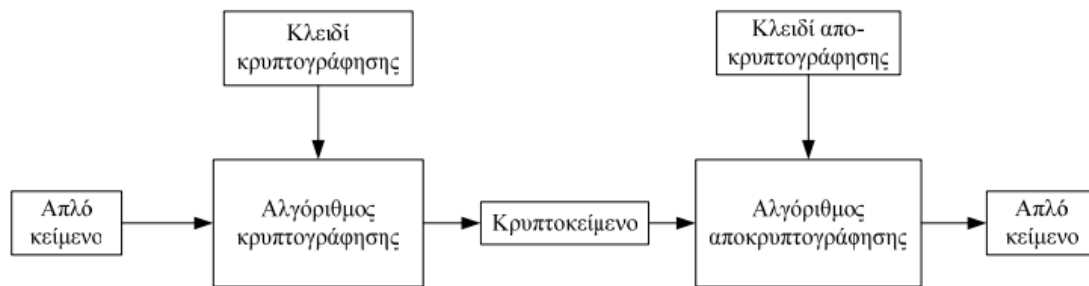 Κλειδί
κρυπτογράφησης
Κλειδί απο-
κρυπτογράφησης
Απλό
κείμενο
Αλγόριθμος
κρυπτογράφησης
Κρυπτοκείμενο
Αλγόριθμος
αποκρυπτογράφησης
Απλό
κείμενο